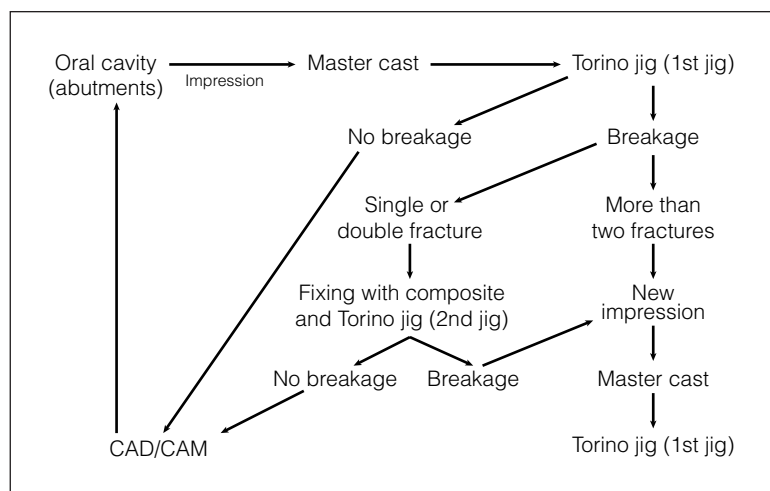 Oral cavity
(abutments)
Impression
Master cast
Torino jig (1st jig)
No breakage
Breakage
Single or
double fracture
More than
two fractures
Fixing with composite
and Torino jig (2nd jig)
New
impression
No breakage
Breakage
Master cast
CAD/CAM
Torino jig (1st jig)